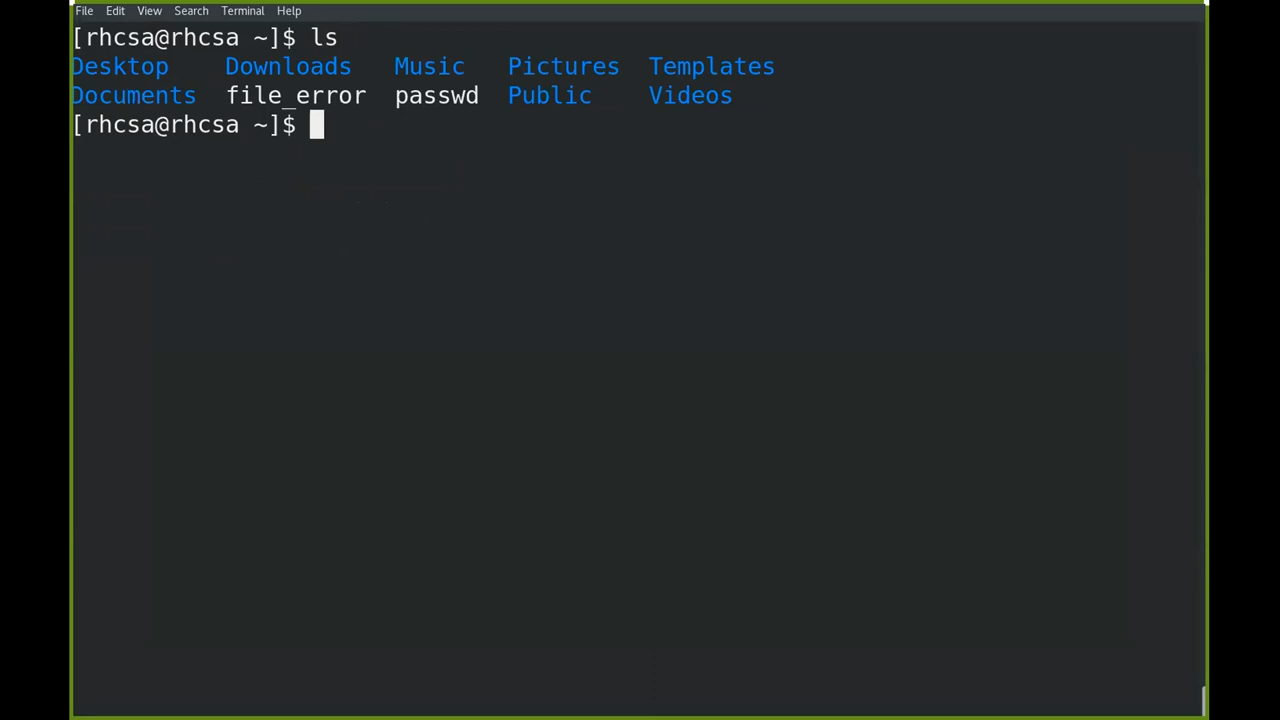 File Edit View Search Terminal Help
[rhcsa@rhcsa ~]$ ls
Desktop Downloads Music Pictures Templates
Documents file_error passwd Public Videos
[rhcsa@rhcsa ~]$